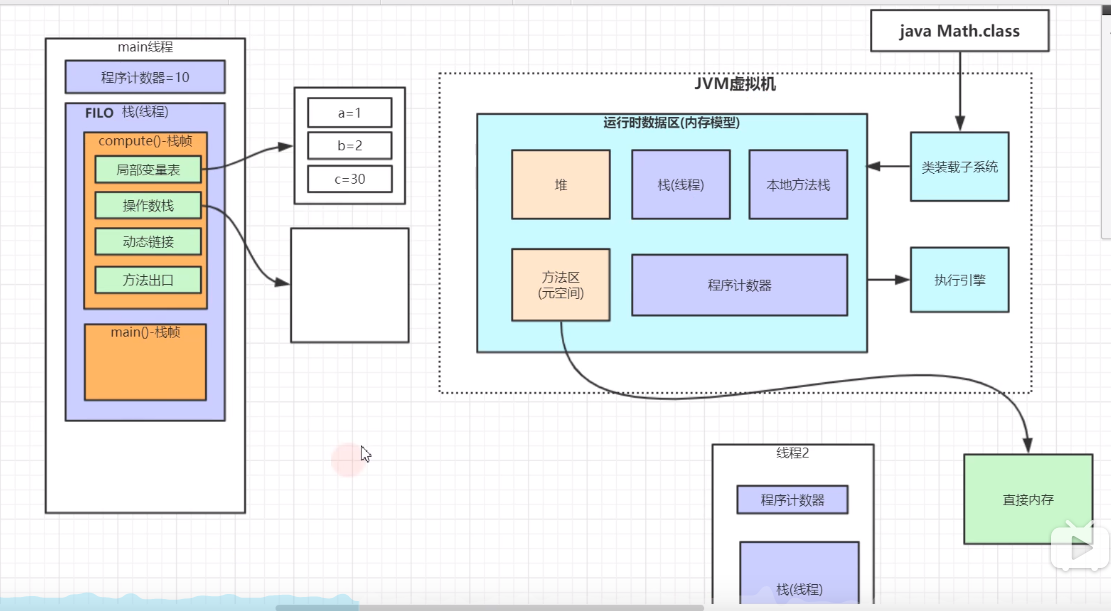 main线程
程序计数器=10
FILO 栈(线程)
compute()-栈帧
局部变量表
操作数栈
动态链接
方法出口
main()-栈帧
a=1
b=2
c=30
java Math.class
JVM虚拟机
运行时数据区(内存模型)
堆
栈(线程)
本地方法栈
方法区
(元空间)
程序计数器
类装载子系统
执行引擎
线程2
程序计数器
栈(线程)
直接内存